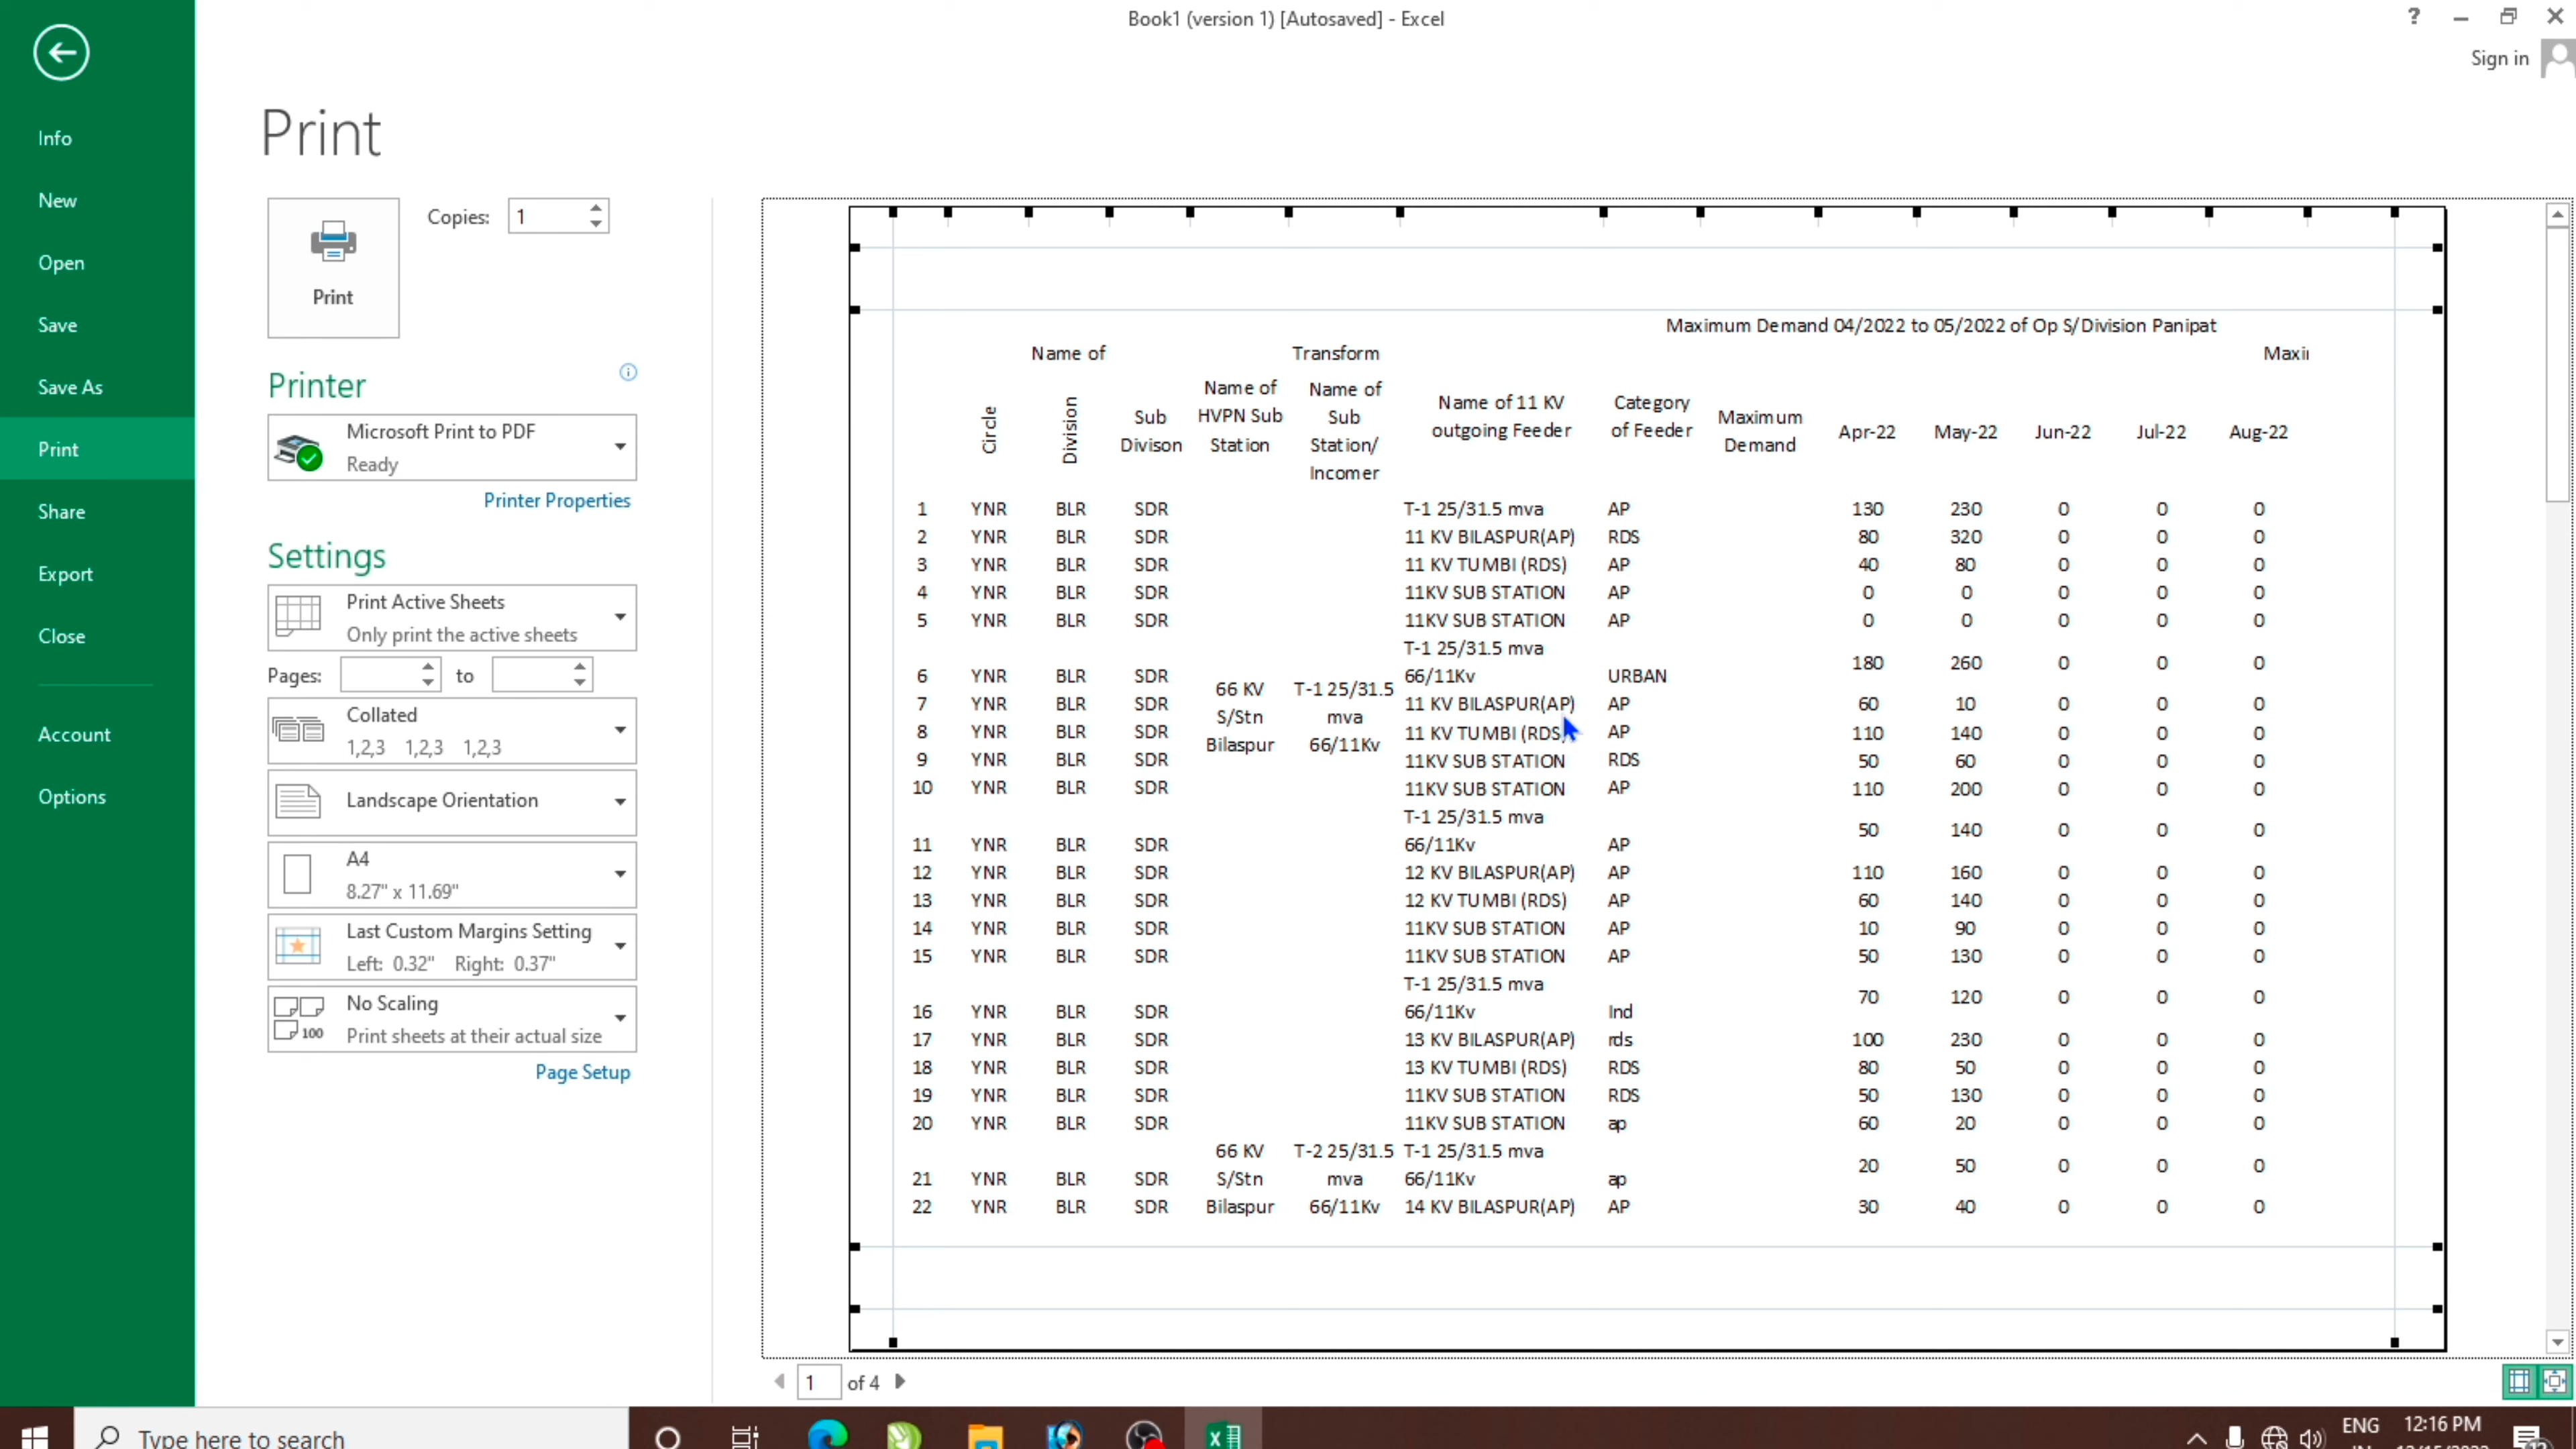 Book1 (version 1) [Autosaved] - Excel
?
Sign in
Info
New
Open
Save
Save As
Print
Share
Export
Close
Account
Options
Print
Print
Copies: 1
Printer
Microsoft Print to PDF
Ready
Printer Properties
Settings
Print Active Sheets
Only print the active sheets
Pages: to
Collated
1,2,3 1,2,3 1,2,3
Landscape Orientation
A4
8.27" x 11.69"
Last Custom Margins Setting
Left: 0.32" Right: 0.37"
No Scaling
100 Print sheets at their actual size
Page Setup
Maximum Demand 04/2022 to 05/2022 of Op S/Division Panipat
Name of Transform Maxii
Circle Division Sub Divison Name of HVPN Sub Station Name of Sub Station/ Incomer Name of 11 KV outgoing Feeder Category of Feeder Maximum Demand Apr-22 May-22 Jun-22 Jul-22 Aug-22
1 YNR BLR SDR T-1 25/31.5 mva AP 130 230 0 0 0
2 YNR BLR SDR 11 KV BILASPUR(AP) RDS 80 320 0 0 0
3 YNR BLR SDR 11 KV TUMBI (RDS) AP 40 80 0 0 0
4 YNR BLR SDR 11KV SUB STATION AP 0 0 0 0 0
5 YNR BLR SDR 11KV SUB STATION AP 0 0 0 0 0
6 YNR BLR SDR T-1 25/31.5 mva 66/11Kv URBAN 180 260 0 0 0
66 KV S/Stn Bilaspur T-1 25/31.5 mva 66/11Kv
7 YNR BLR SDR 11 KV BILASPUR(AP) AP 60 10 0 0 0
8 YNR BLR SDR 11 KV TUMBI (RDS) AP 110 140 0 0 0
9 YNR BLR SDR 11KV SUB STATION RDS 50 60 0 0 0
10 YNR BLR SDR 11KV SUB STATION AP 110 200 0 0 0
11 YNR BLR SDR T-1 25/31.5 mva 66/11Kv AP 50 140 0 0 0
12 YNR BLR SDR 12 KV BILASPUR(AP) AP 110 160 0 0 0
13 YNR BLR SDR 12 KV TUMBI (RDS) AP 60 140 0 0 0
14 YNR BLR SDR 11KV SUB STATION AP 10 90 0 0 0
15 YNR BLR SDR 11KV SUB STATION AP 50 130 0 0 0
16 YNR BLR SDR T-1 25/31.5 mva 66/11Kv Ind 70 120 0 0 0
17 YNR BLR SDR 13 KV BILASPUR(AP) rds 100 230 0 0 0
18 YNR BLR SDR 13 KV TUMBI (RDS) RDS 80 50 0 0 0
19 YNR BLR SDR 11KV SUB STATION RDS 50 130 0 0 0
20 YNR BLR SDR 11KV SUB STATION ap 60 20 0 0 0
66 KV S/Stn Bilaspur T-2 25/31.5 mva 66/11Kv
21 YNR BLR SDR T-1 25/31.5 mva 66/11Kv ap 20 50 0 0 0
22 YNR BLR SDR 14 KV BILASPUR(AP) AP 30 40 0 0 0
1 of 4
Type here to search
ENG
12:16 PM